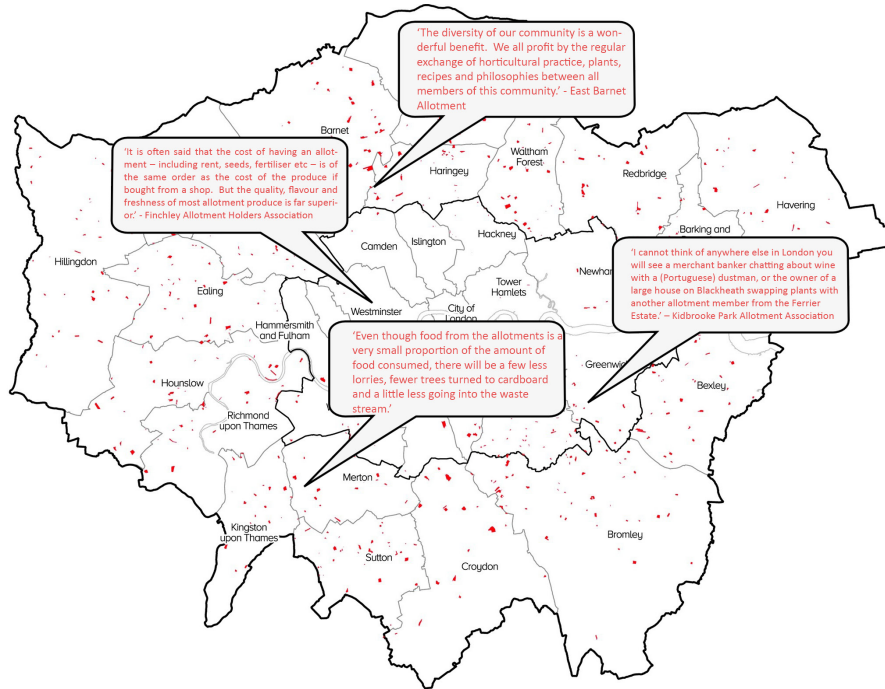 ‘The diversity of our community is a won-
derful benefit.  We all profit by the regular
exchange of horticultural practice, plants,
recipes and philosophies between all
members of this community.’ - East Barnet
Allotment
Barnet
‘It is often said that the cost of having an allot-
ment – including rent, seeds, fertiliser etc – is of
the same order as the cost of the produce if
bought from a shop.  But the quality, flavour and
freshness of most allotment produce is far superi-
or.’ - Finchley Allotment Holders Association
Haringey
Waltham
Forest
Redbridge
Havering
Barking and
Camden
Islington
Hackney
Hillingdon
Ealing
Westminster
City of
London
Tower
Hamlets
Newham
‘I cannot think of anywhere else in London you
will see a merchant banker chatting about wine
with a (Portuguese) dustman, or the owner of a
large house on Blackheath swapping plants with
another allotment member from the Ferrier
Estate.’ – Kidbrooke Park Allotment Association
Hammersmith
and Fulham
‘Even though food from the allotments is a
very small proportion of the amount of
food consumed, there will be a few less
lorries, fewer trees turned to cardboard
and a little less going into the waste
stream.’
Greenwich
Bexley
Hounslow
Richmond
upon Thames
Merton
Kingston
upon Thames
Sutton
Croydon
Bromley